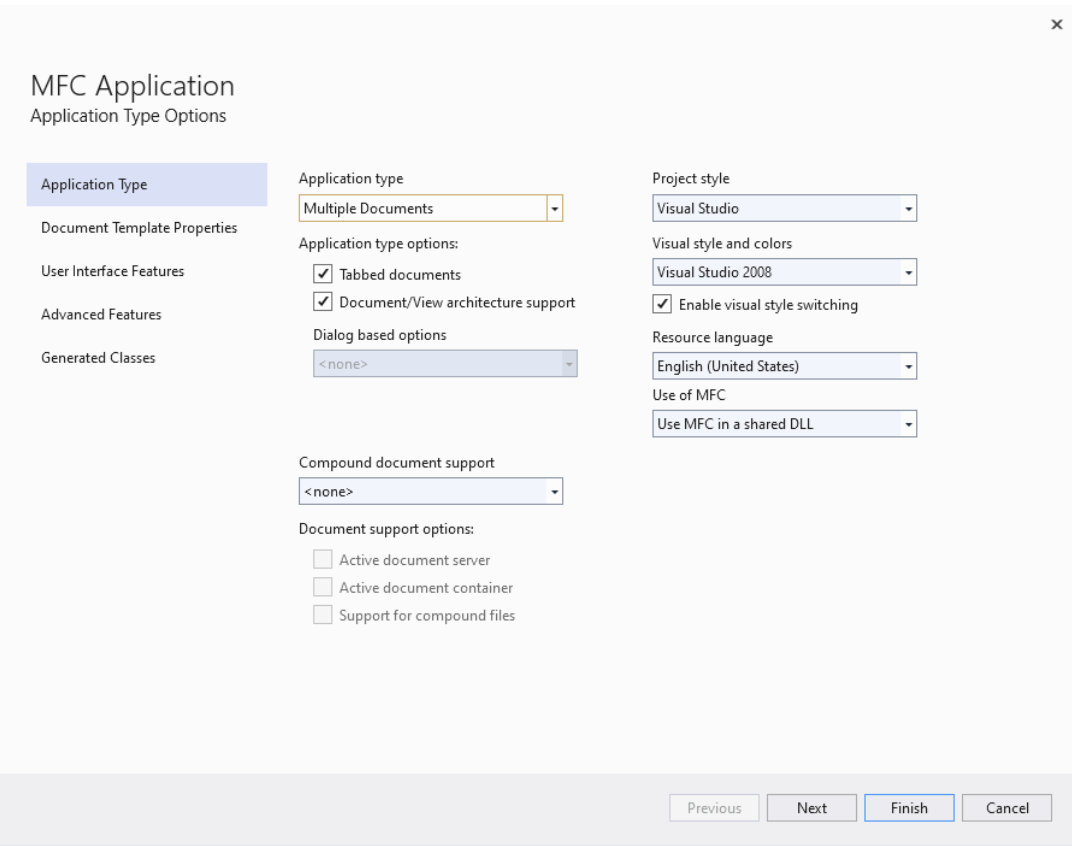 MFC Application
Application Type Options
Application Type
Document Template Properties
User Interface Features
Advanced Features
Generated Classes
Application type
Multiple Documents
Application type options:
Tabbed documents
Document/View architecture support
Dialog based options
<none>
Compound document support
<none>
Document support options:
Active document server
Active document container
Support for compound files
Project style
Visual Studio
Visual style and colors
Visual Studio 2008
Enable visual style switching
Resource language
English (United States)
Use of MFC
Use MFC in a shared DLL
Previous
Next
Finish
Cancel